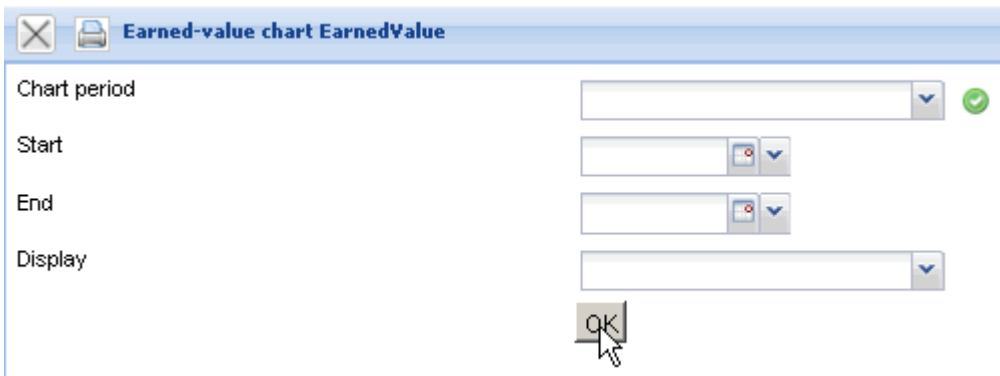 Earned-value chart EarnedValue
Chart period
Start
End
Display
OK